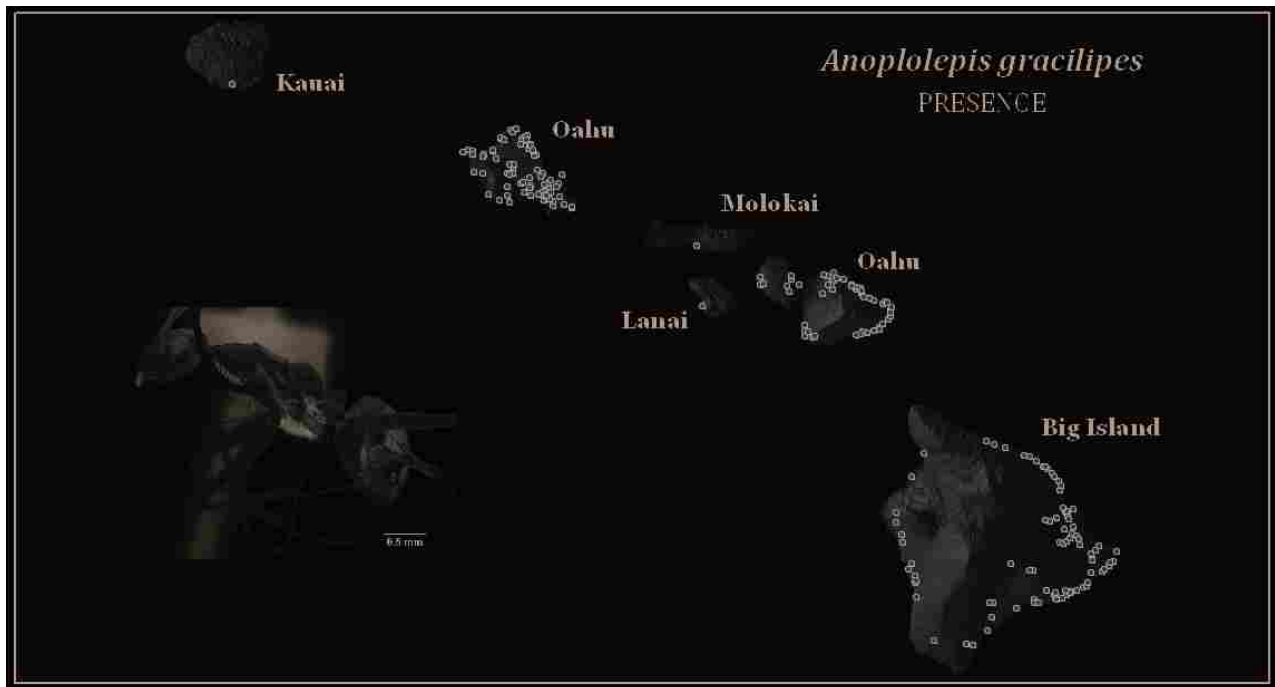 Anoplolepis gracilipes
PRESENCE
Kauai
Oahu
Molokai
Oahu
Lanai
Big Island
0.5 mm